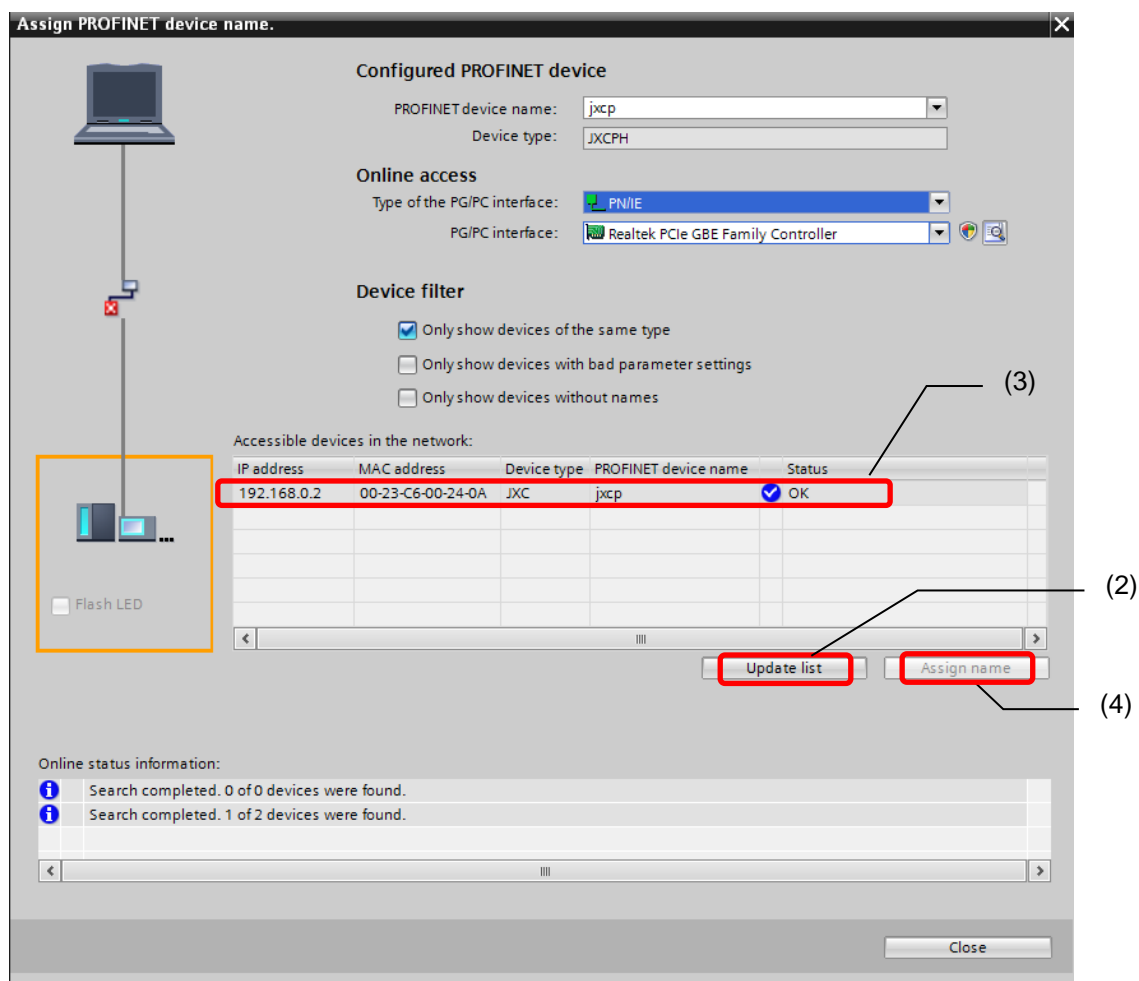 Assign PROFINET device name.
Configured PROFINET device
PROFINET device name: jxcp
Device type: JXCPH
Online access
Type of the PG/PC interface: PN/IE
PG/PC interface: Realtek PCIe GBE Family Controller
Device filter
Only show devices of the same type
Only show devices with bad parameter settings
(3)
Only show devices without names
Accessible devices in the network:
IP address MAC address Device type PROFINET device name Status
192.168.0.2 00-23-C6-00-24-0A JXC jxcp OK
...
(2)
Flash LED
Update list Assign name
(4)
Online status information:
Search completed. 0 of 0 devices were found.
Search completed. 1 of 2 devices were found.
Close